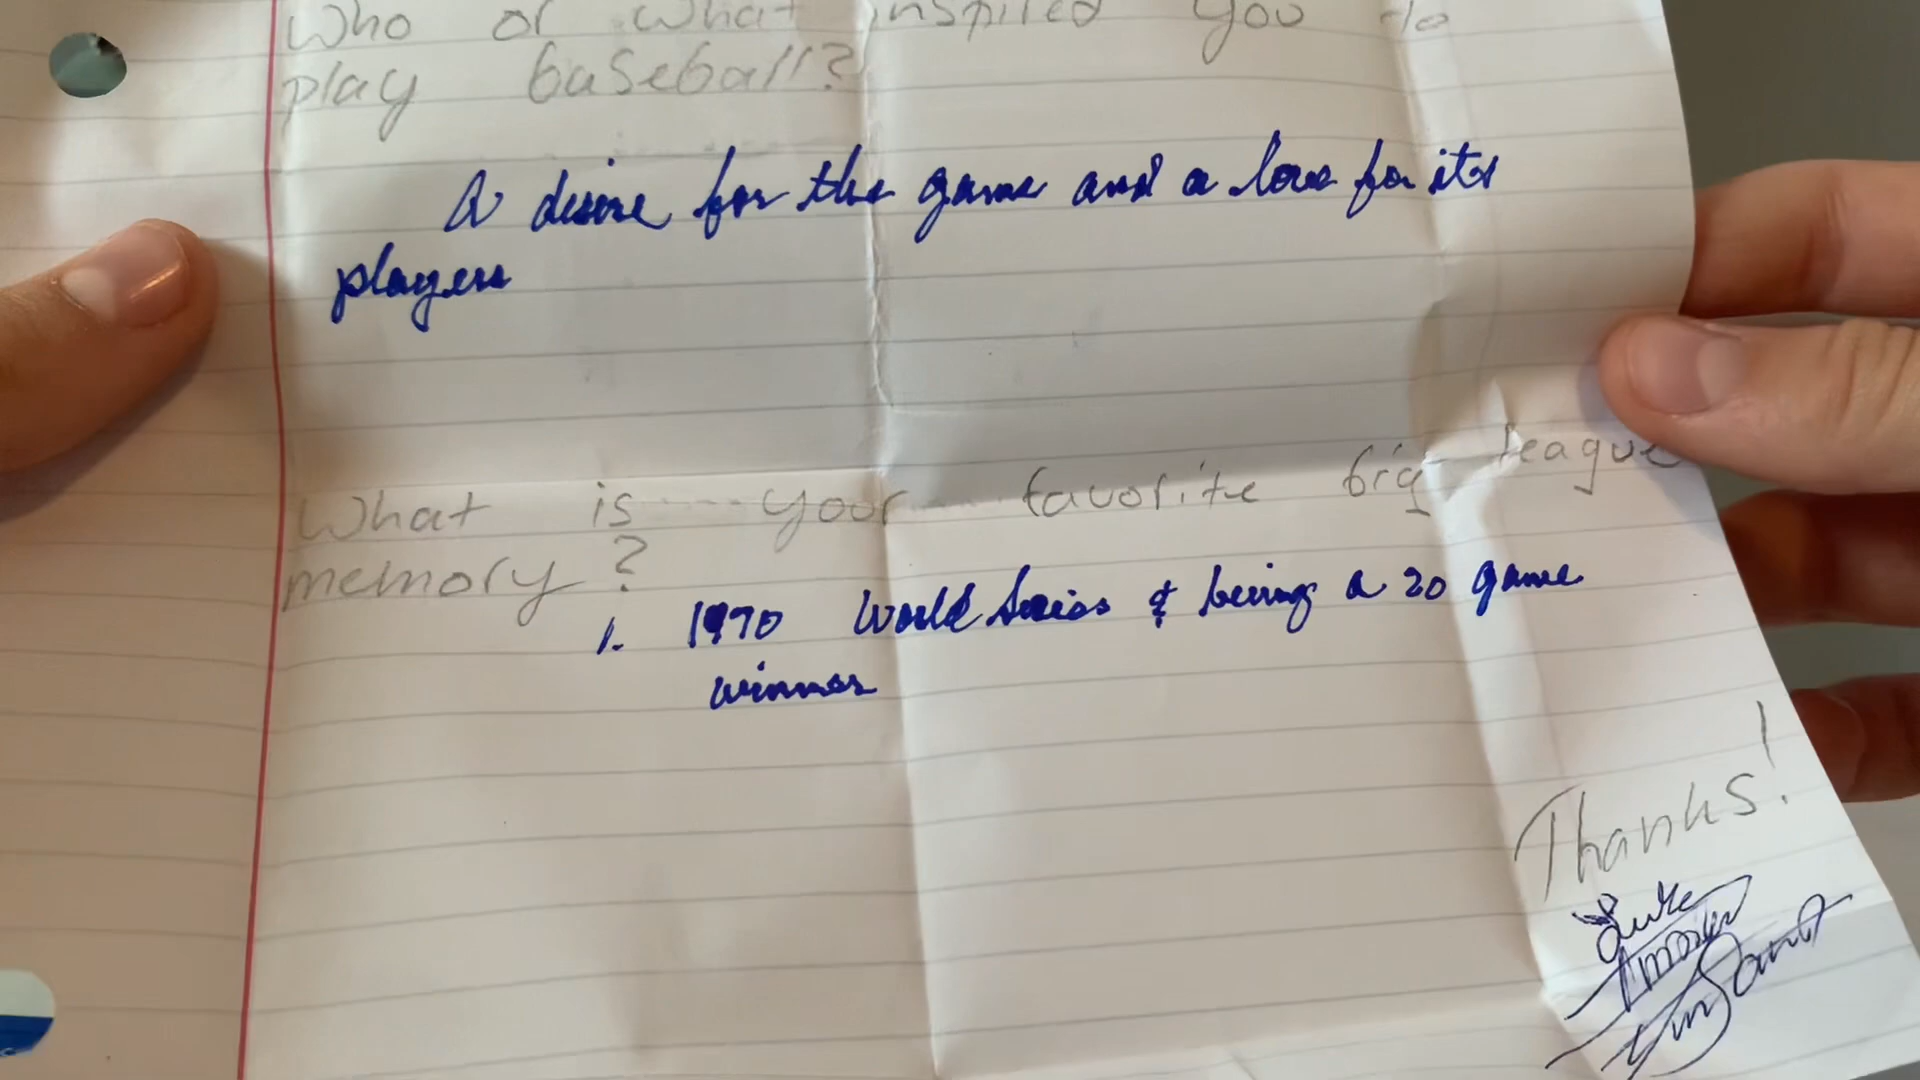 Who or what inspired you to
play baseball?
A desire for the game and a love for its
players
What is your favorite big league
memory?
1. 1970 World Series & being a 20 game
winner
Thanks!
Luke